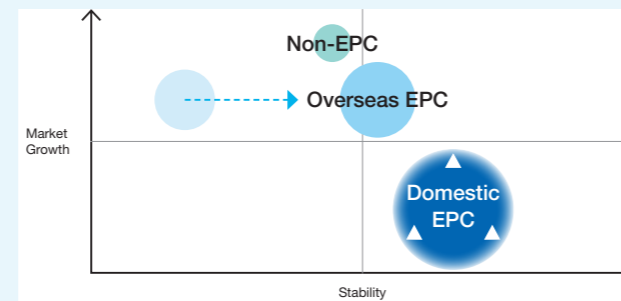 Non-EPC
Overseas EPC
Market
Growth
Domestic
EPC
Stability